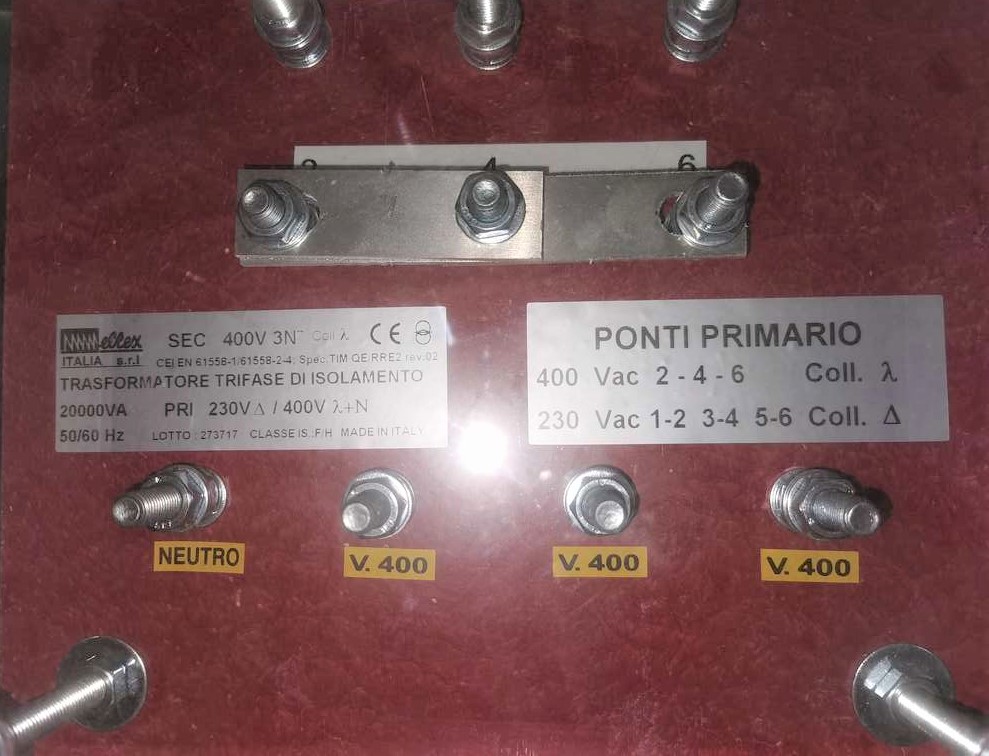 4 6
ellex
ITALIA s.r.l
SEC 400V 3N~ Coll λ CE
CEI EN 61558-1/61558-2-4; Spec.TIM QE/RRE2 rev.02
TRASFORMATORE TRIFASE DI ISOLAMENTO
20000VA PRI 230V Δ / 400V λ+N
50/60 Hz LOTTO : 273717 CLASSE IS.:F/H MADE IN ITALY
PONTI PRIMARIO
400 Vac 2 - 4 - 6 Coll. λ
230 Vac 1-2 3-4 5-6 Coll. Δ
NEUTRO
V. 400
V. 400
V. 400